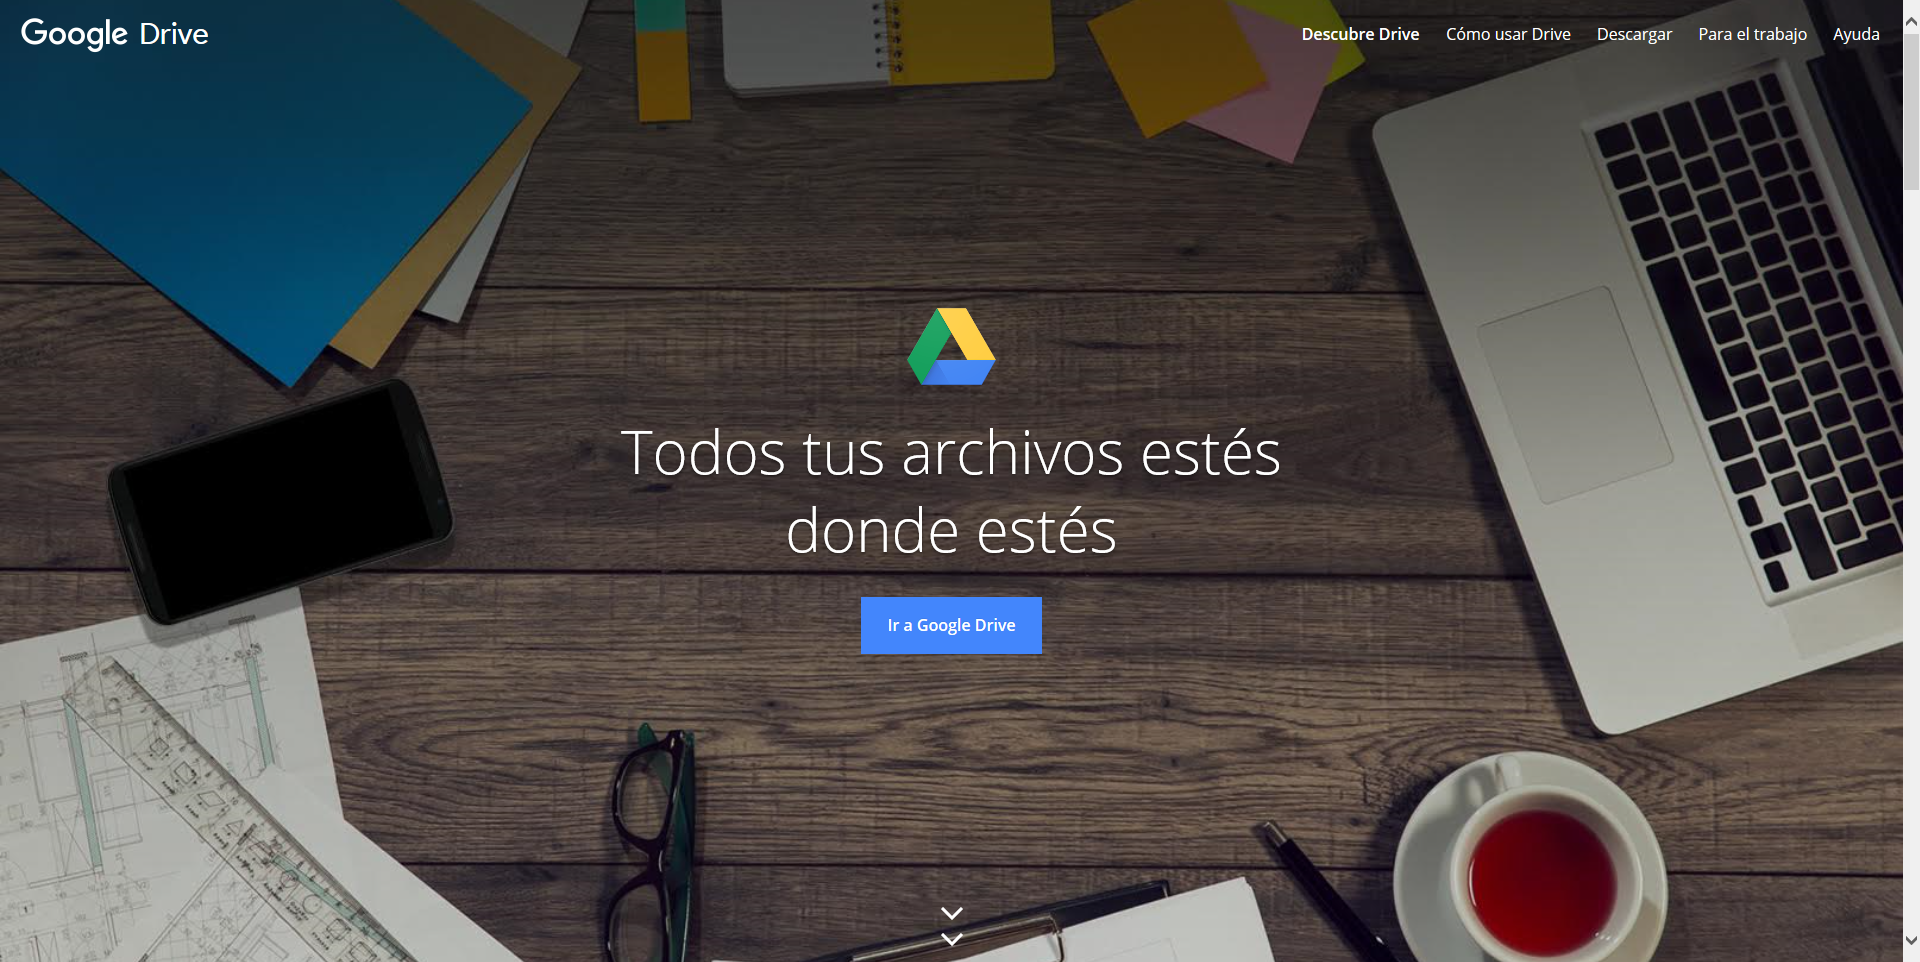 Google Drive
Descubre Drive
Cómo usar Drive
Descargar
Para el trabajo
Ayuda
Todos tus archivos estés
donde estés
Ir a Google Drive